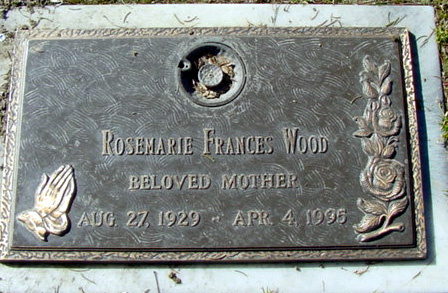 ROSEMARIE FRANCES WOOD
BELOVED MOTHER
AUG 27, 1929 - APR 4, 1995